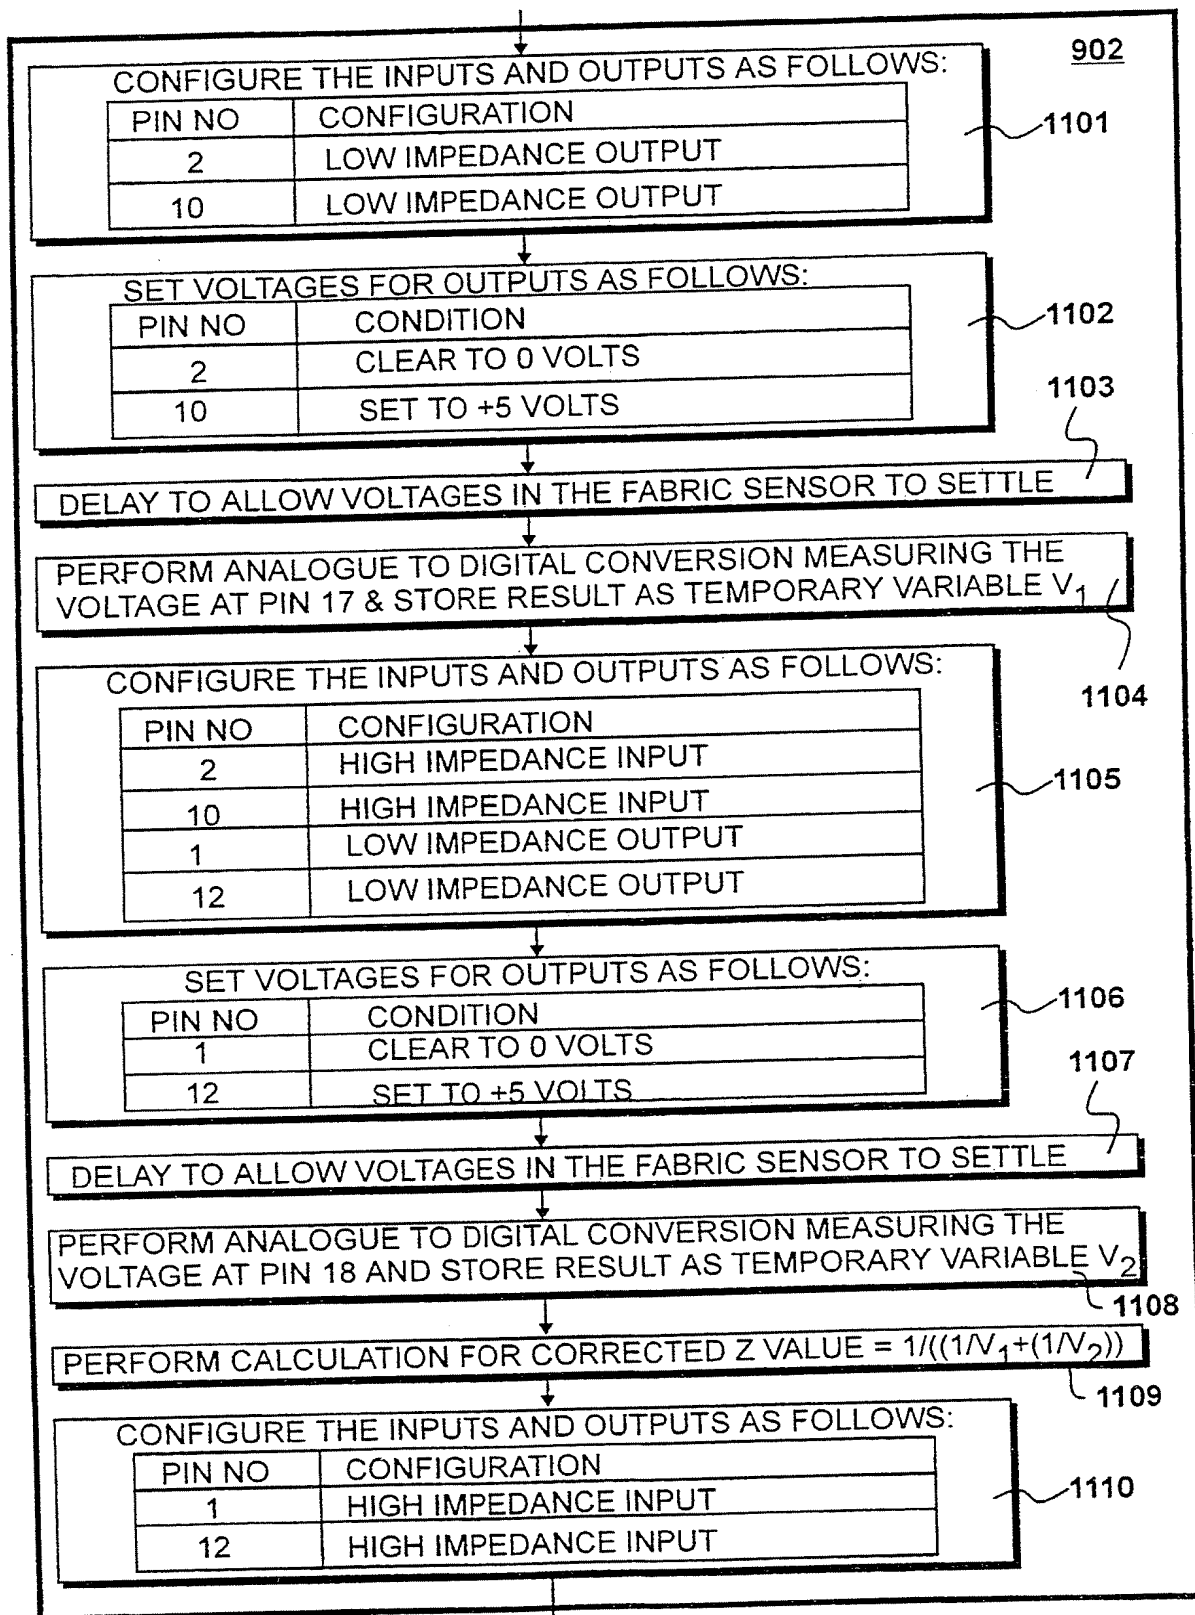 902
CONFIGURE THE INPUTS AND OUTPUTS AS FOLLOWS:
PIN NO CONFIGURATION
2 LOW IMPEDANCE OUTPUT
10 LOW IMPEDANCE OUTPUT
1101
SET VOLTAGES FOR OUTPUTS AS FOLLOWS:
PIN NO CONDITION
2 CLEAR TO 0 VOLTS
10 SET TO +5 VOLTS
1102
1103
DELAY TO ALLOW VOLTAGES IN THE FABRIC SENSOR TO SETTLE
PERFORM ANALOGUE TO DIGITAL CONVERSION MEASURING THE
VOLTAGE AT PIN 17 & STORE RESULT AS TEMPORARY VARIABLE V1
1104
CONFIGURE THE INPUTS AND OUTPUTS AS FOLLOWS:
PIN NO CONFIGURATION
2 HIGH IMPEDANCE INPUT
10 HIGH IMPEDANCE INPUT
1 LOW IMPEDANCE OUTPUT
12 LOW IMPEDANCE OUTPUT
1105
SET VOLTAGES FOR OUTPUTS AS FOLLOWS:
PIN NO CONDITION
1 CLEAR TO 0 VOLTS
12 SET TO +5 VOLTS
1106
1107
DELAY TO ALLOW VOLTAGES IN THE FABRIC SENSOR TO SETTLE
PERFORM ANALOGUE TO DIGITAL CONVERSION MEASURING THE
VOLTAGE AT PIN 18 AND STORE RESULT AS TEMPORARY VARIABLE V2
1108
PERFORM CALCULATION FOR CORRECTED Z VALUE = 1/((1/V1+(1/V2))
1109
CONFIGURE THE INPUTS AND OUTPUTS AS FOLLOWS:
PIN NO CONFIGURATION
1 HIGH IMPEDANCE INPUT
12 HIGH IMPEDANCE INPUT
1110